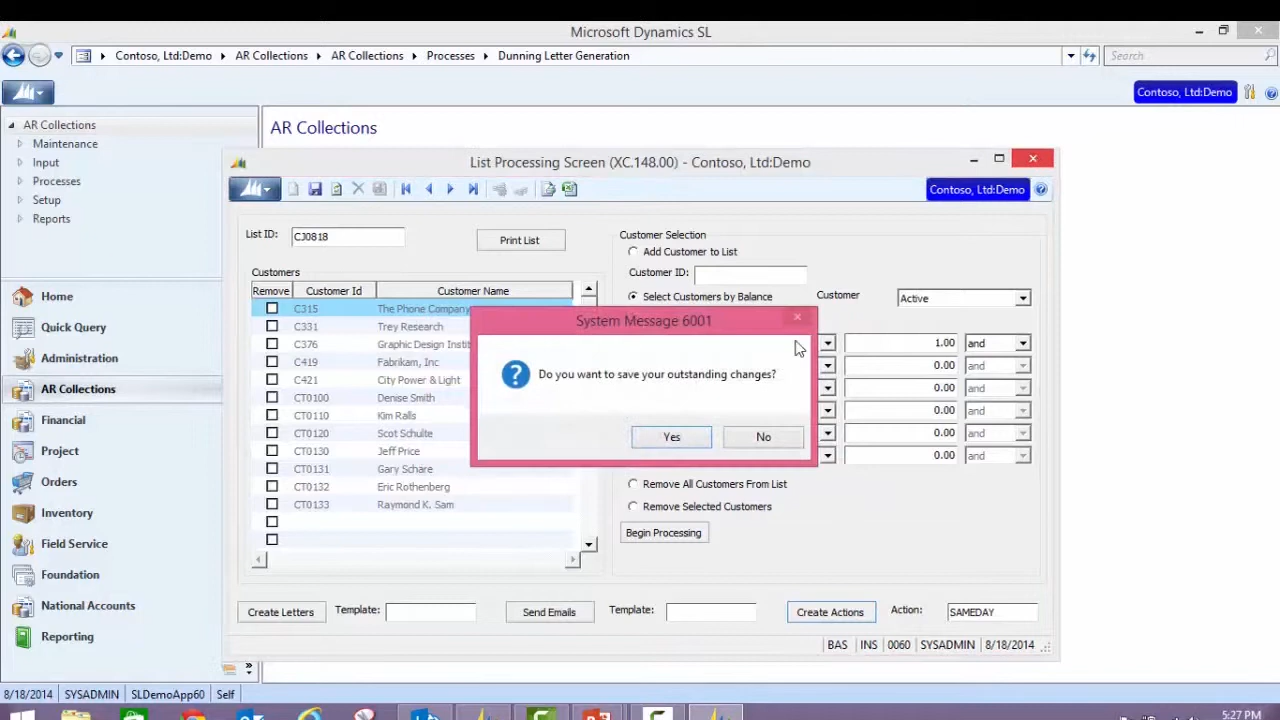 Microsoft Dynamics SL
Contoso, Ltd:Demo AR Collections AR Collections Processes Dunning Letter Generation Search
Contoso, Ltd:Demo
AR Collections
Maintenance
Input
Processes
Setup
Reports
Home
Quick Query
Administration
AR Collections
Financial
Project
Orders
Inventory
Field Service
Foundation
National Accounts
Reporting
AR Collections
List Processing Screen (XC.148.00) - Contoso, Ltd:Demo
Contoso, Ltd:Demo
List ID: CJ0818 Print List
Customers
Remove Customer Id Customer Name
C315 The Phone Company
C331 Trey Research
C376 Graphic Design Instit
C419 Fabrikam, Inc
C421 City Power & Light
CT0100 Denise Smith
CT0110 Kim Ralls
CT0120 Scot Schulte
CT0130 Jeff Price
CT0131 Gary Schare
CT0132 Eric Rothenberg
CT0133 Raymond K. Sam
Customer Selection
Add Customer to List
Customer ID:
Select Customers by Balance Customer Active
1.00 and
0.00 and
0.00 and
0.00 and
0.00 and
0.00 and
Remove All Customers From List
Remove Selected Customers
Begin Processing
System Message 6001
Do you want to save your outstanding changes?
Yes No
Create Letters Template: Send Emails Template: Create Actions Action: SAMEDAY
BAS INS 0060 SYSADMIN 8/18/2014
8/18/2014 SYSADMIN SLDemoApp60 Self
5:27 PM